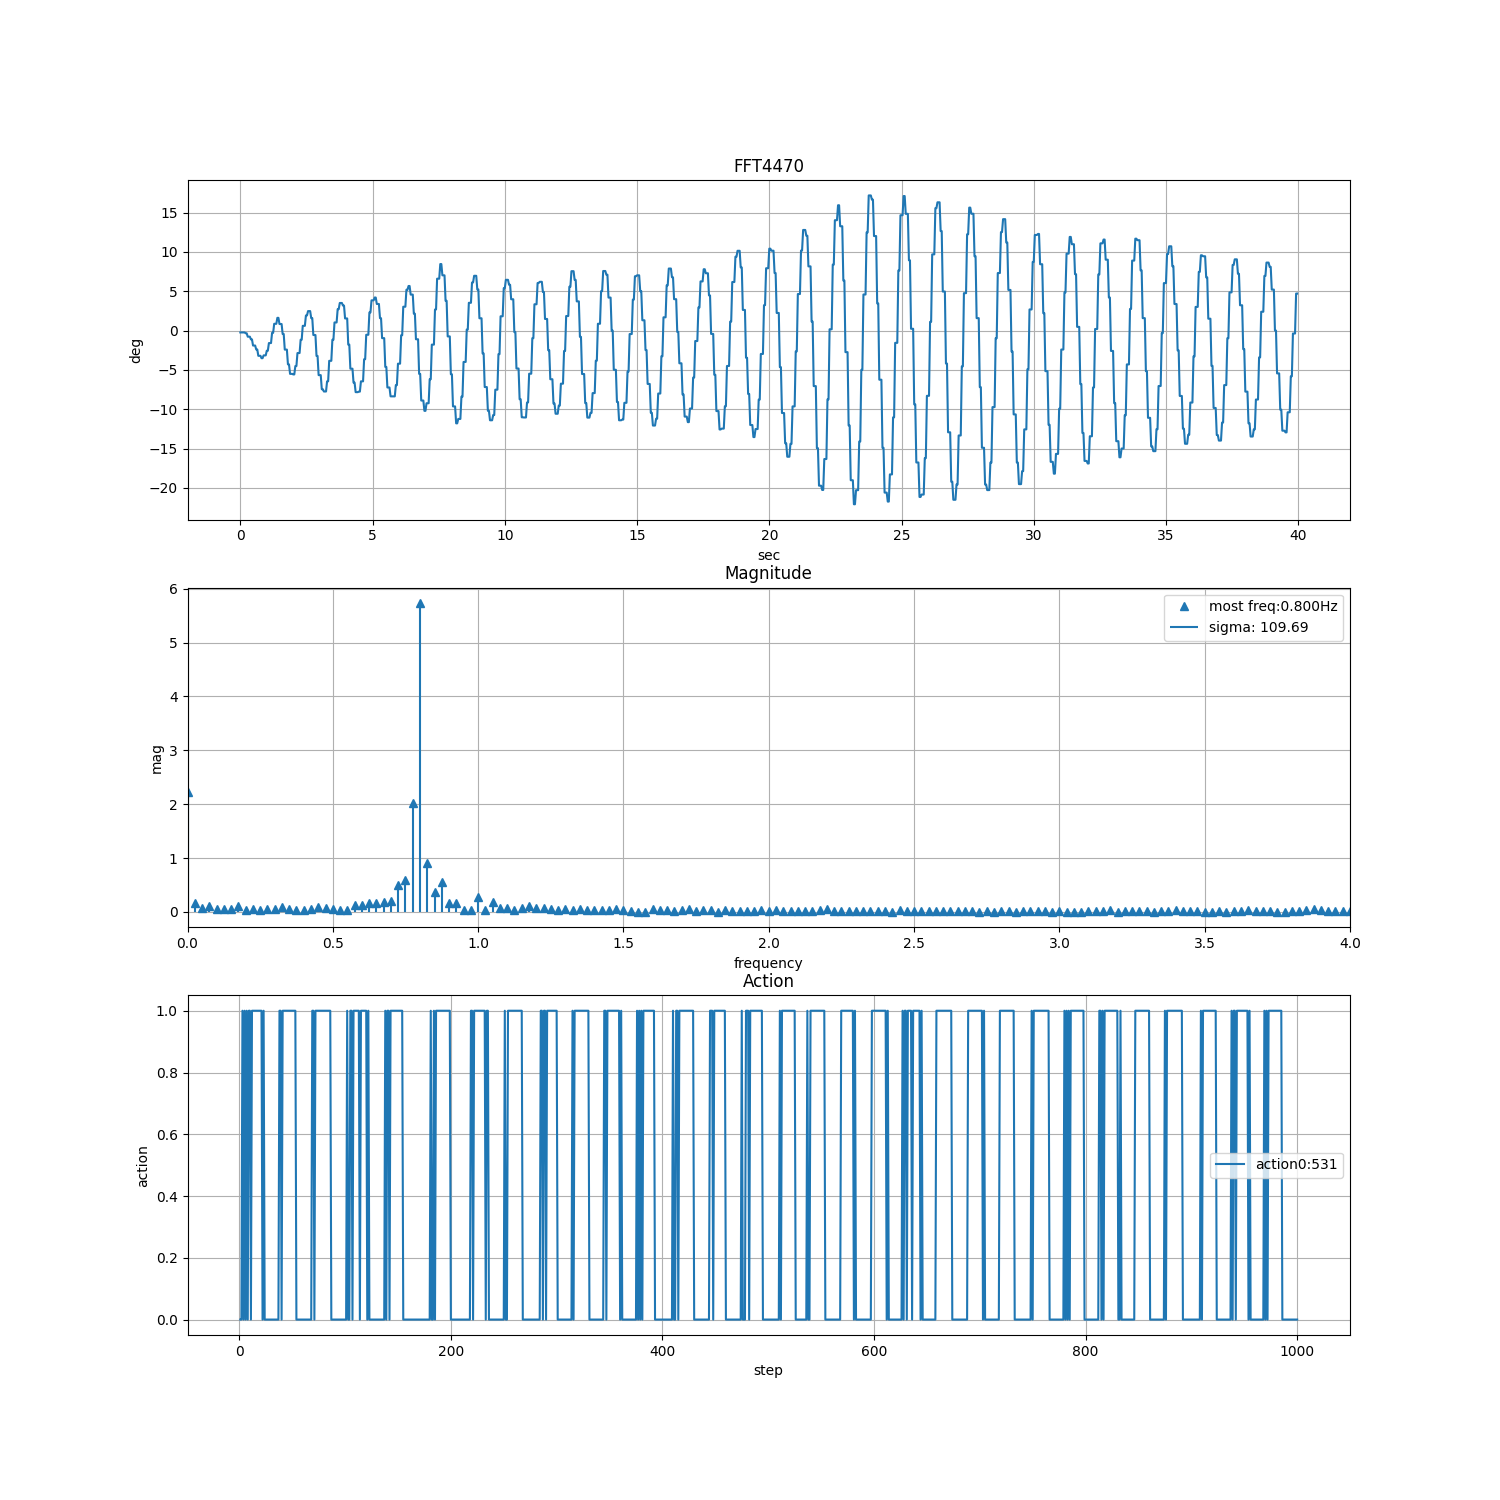 FFT4470
15
10
5
0
−5
−10
−15
−20
deg
0 5 10 15 20 25 30 35 40
sec
Magnitude
6
5
4
3
2
1
0
mag
most freq:0.800Hz
sigma: 109.69
0.0 0.5 1.0 1.5 2.0 2.5 3.0 3.5 4.0
frequency
Action
1.0
0.8
0.6
0.4
0.2
0.0
action
action0:531
0 200 400 600 800 1000
step